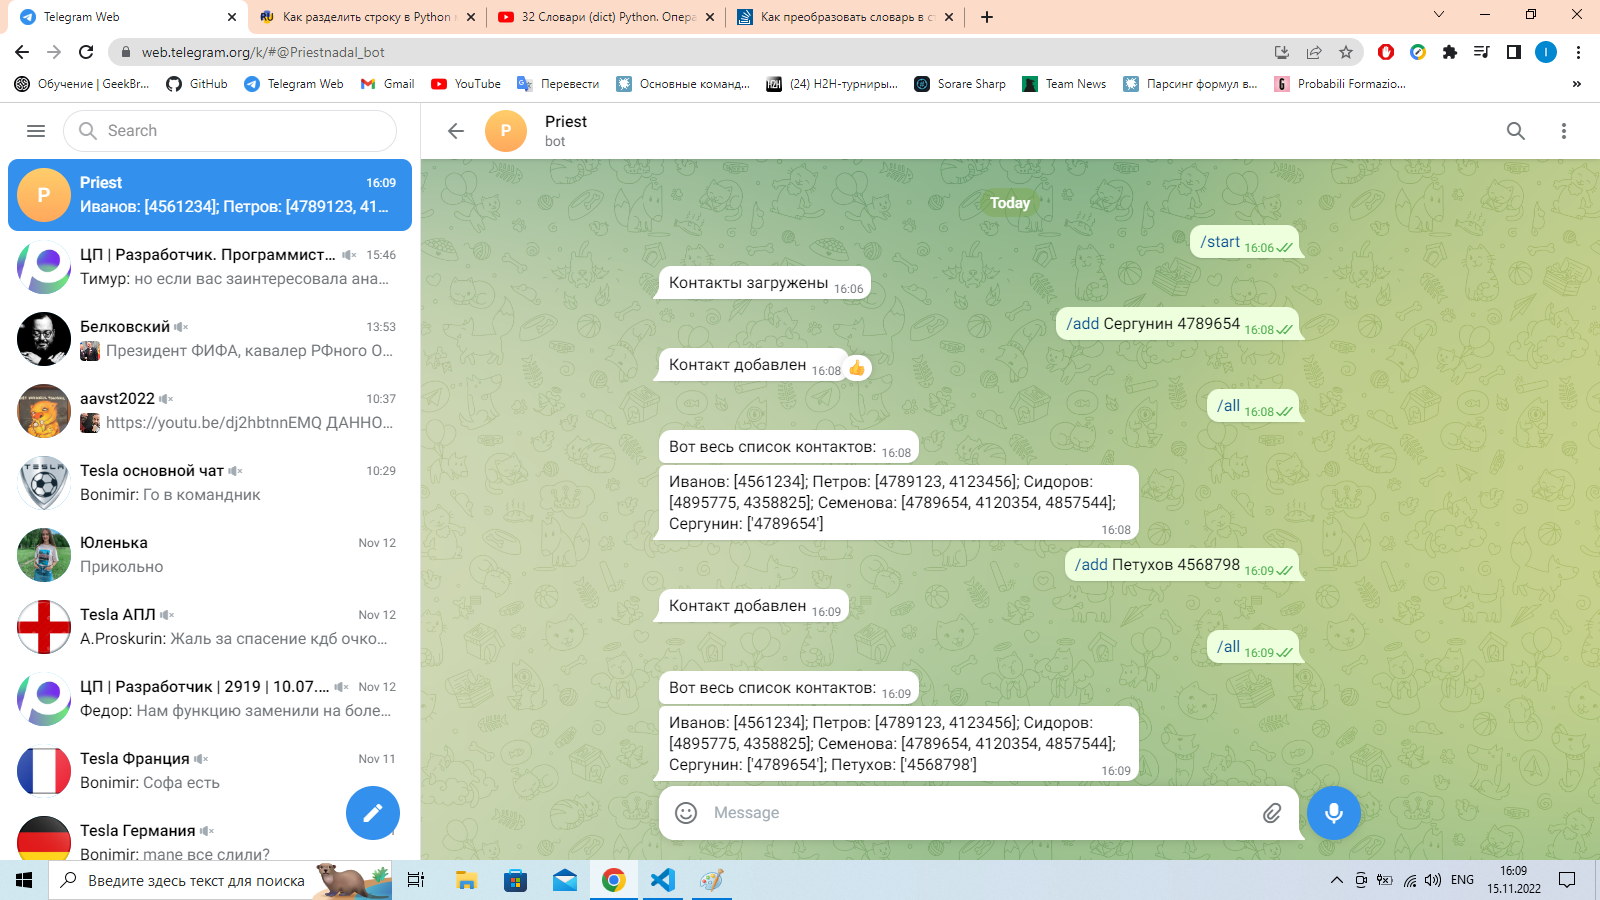 Telegram Web
Как разделить строку в Python
32 Словари (dict) Python. Опера
Как преобразовать словарь в с
web.telegram.org/k/#@Priestnadal_bot
I
Обучение | GeekBr...
GitHub
Telegram Web
Gmail
YouTube
Перевести
Основные команд...
H2H
(24) H2H-турниры...
Sorare Sharp
Team News
Парсинг формул в...
Probabili Formazio...
Search
P
Priest
bot
P
Priest 16:09
Иванов: [4561234]; Петров: [4789123, 41...
ЦП | Разработчик. Программист... 15:46
Тимур: но если вас заинтересовала ана...
Белковский 13:53
Президент ФИФА, кавалер РФного О...
aavst2022 10:37
https://youtu.be/dj2hbtnnEMQ ДАННО...
TESLA
Tesla основной чат 10:29
Bonimir: Го в командник
Юленька Nov 12
Прикольно
Tesla АПЛ Nov 12
A.Proskurin: Жаль за спасение кдб очко...
ЦП | Разработчик | 2919 | 10.07.... Nov 12
Федор: Нам функцию заменили на боле...
Tesla Франция Nov 11
Bonimir: Софа есть
Tesla Германия
Bonimir: mane все слили?
Today
/start 16:06
Контакты загружены 16:06
/add Сергунин 4789654 16:08
Контакт добавлен 16:08
/all 16:08
Вот весь список контактов: 16:08
Иванов: [4561234]; Петров: [4789123, 4123456]; Сидоров:
[4895775, 4358825]; Семенова: [4789654, 4120354, 4857544];
Сергунин: ['4789654'] 16:08
/add Петухов 4568798 16:09
Контакт добавлен 16:09
/all 16:09
Вот весь список контактов: 16:09
Иванов: [4561234]; Петров: [4789123, 4123456]; Сидоров:
[4895775, 4358825]; Семенова: [4789654, 4120354, 4857544];
Сергунин: ['4789654']; Петухов: ['4568798'] 16:09
Message
Введите здесь текст для поиска
ENG
16:09
15.11.2022